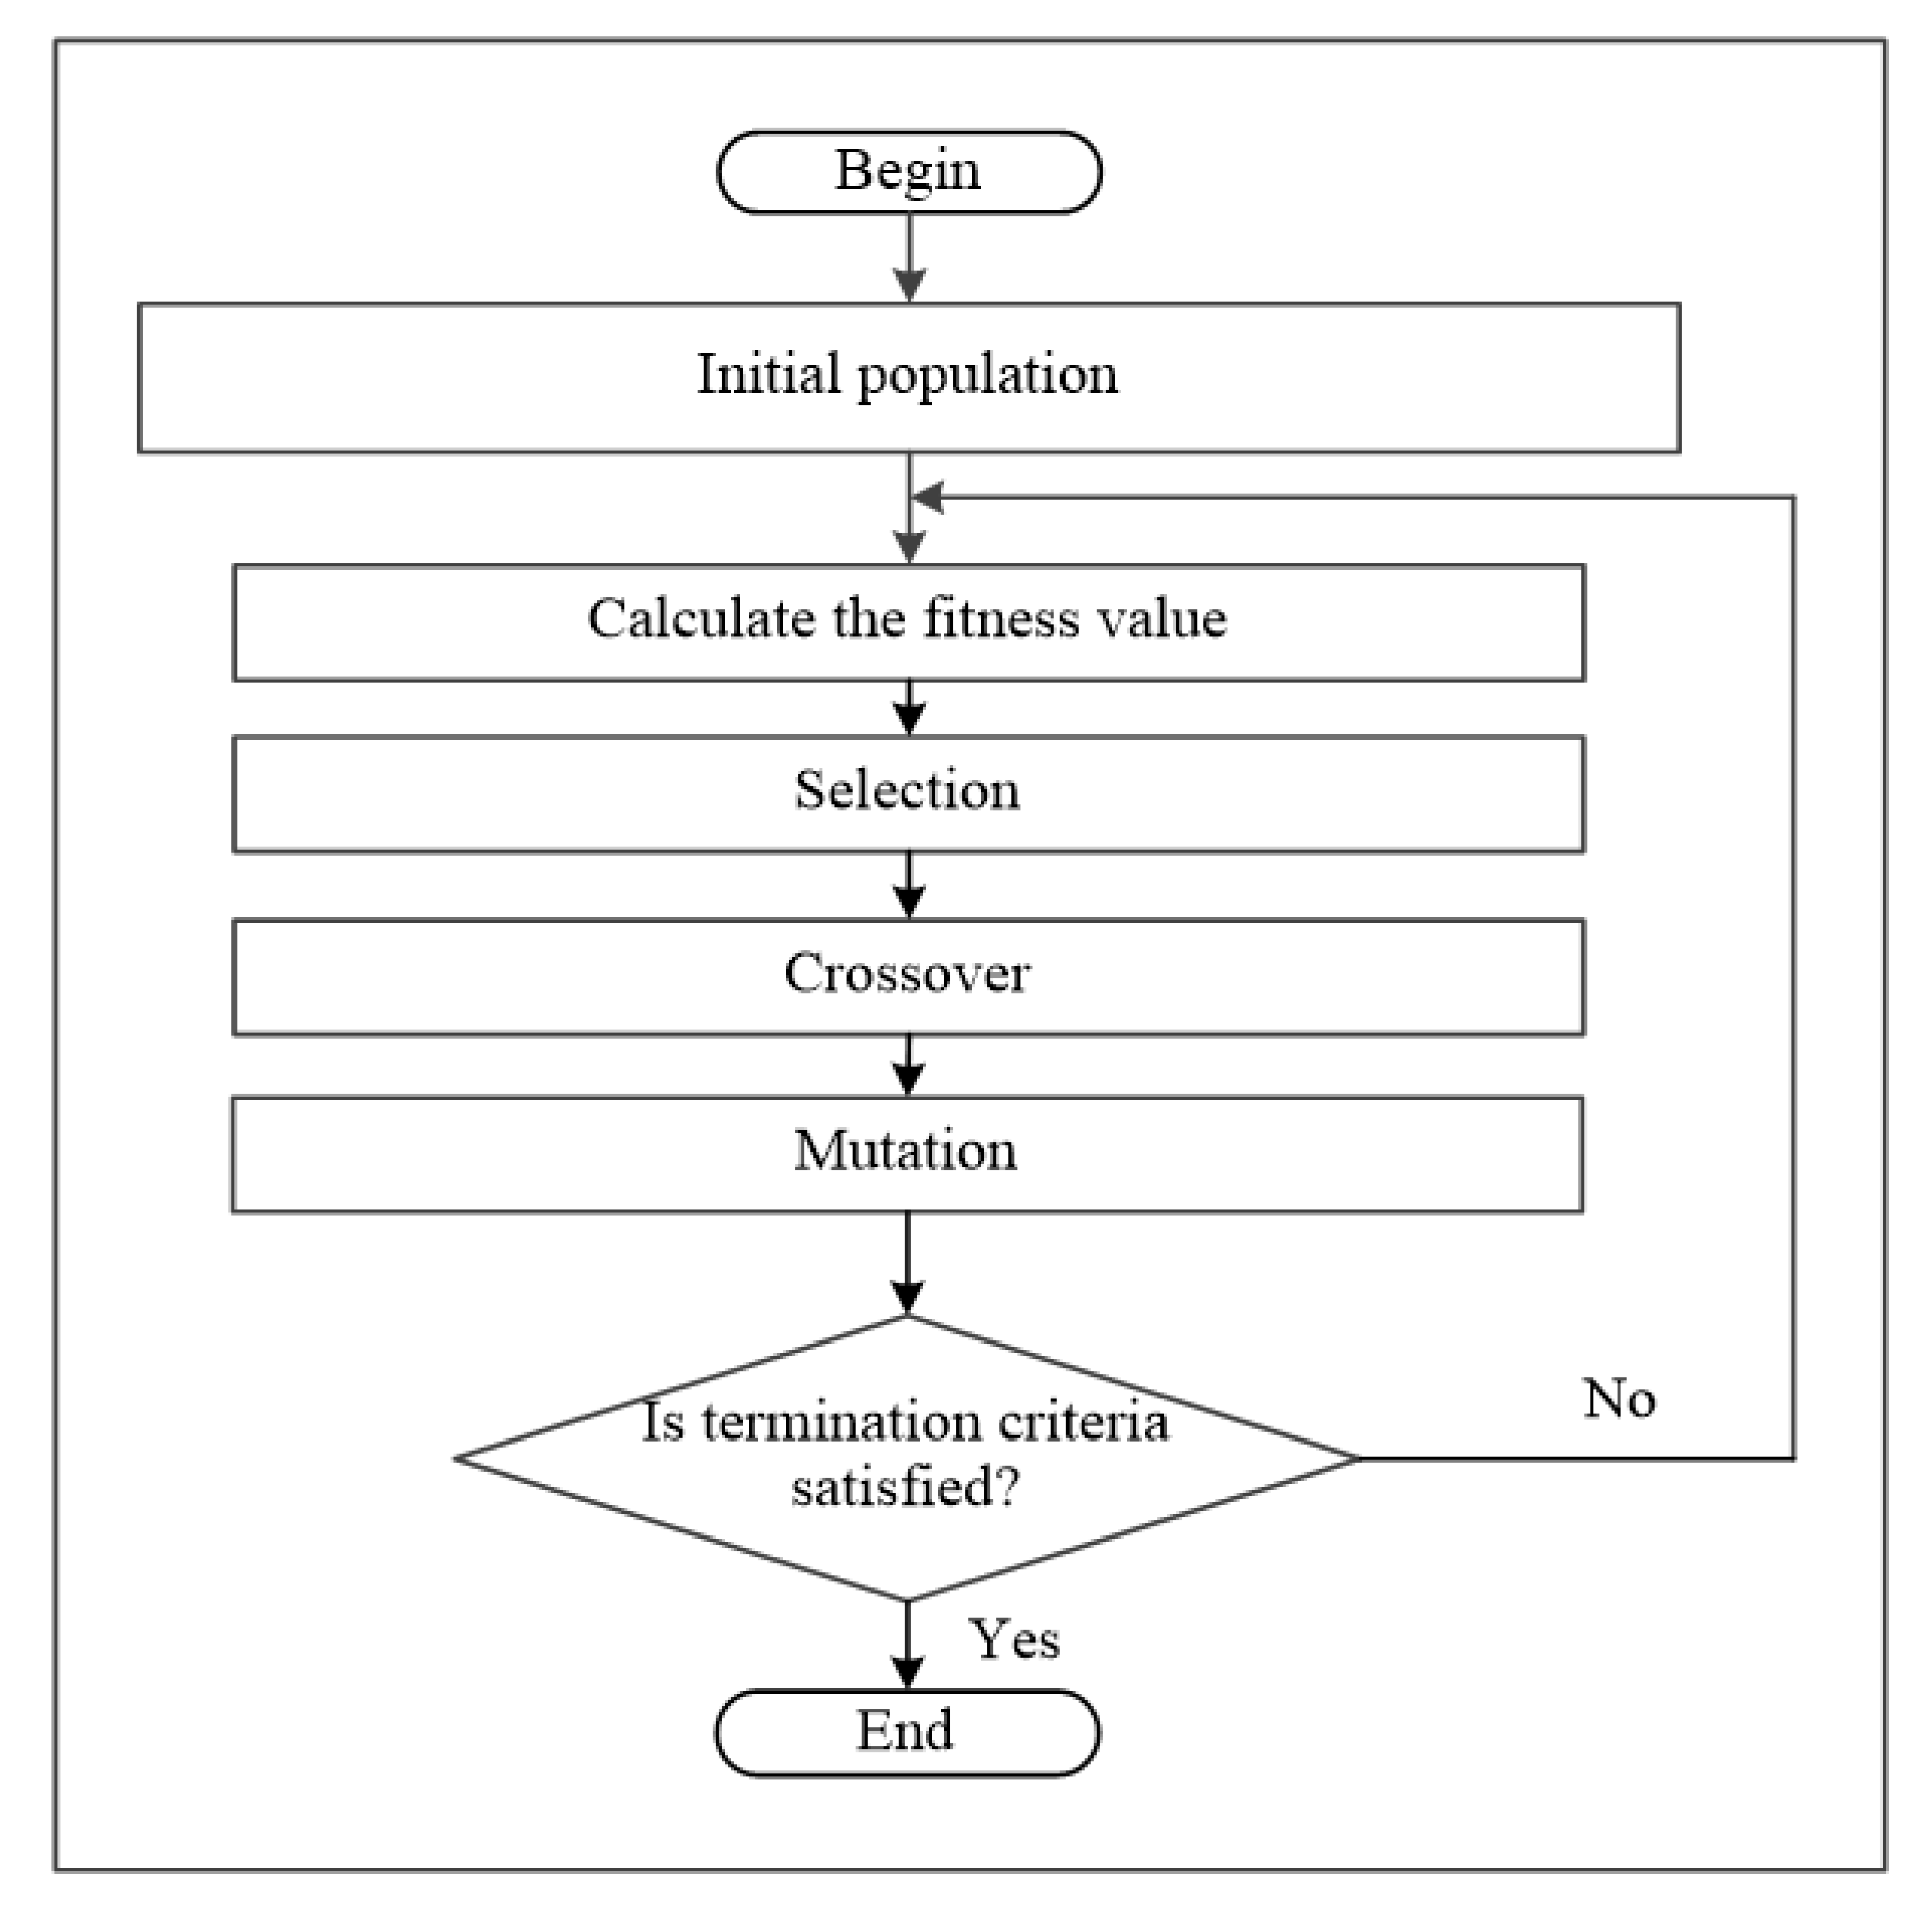 Begin
Initial population
Calculate the fitness value
Selection
Crossover
Mutation
Is termination criteria
satisfied?
No
Yes
End